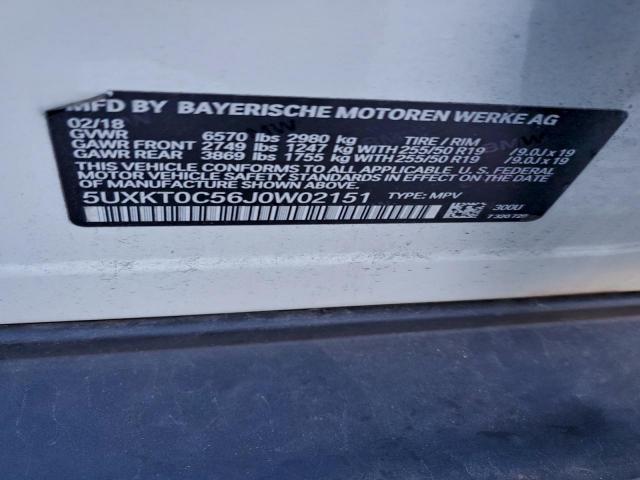 MFD BY BAYERISCHE MOTOREN WERKE AG
02/18
GVWR 6570 lbs 2980 kg TIRE / RIM
GAWR FRONT 2749 lbs 1247 kg WITH 255/50 R19 /9.0J x 19
GAWR REAR 3869 lbs 1755 kg WITH 255/50 R19 /9.0J x 19
THIS VEHICLE CONFORMS TO ALL APPLICABLE U.S. FEDERAL
MOTOR VEHICLE SAFETY STANDARDS IN EFFECT
ON THE DATE OF MANUFACTURE SHOWN ABOVE.
5UXKT0C56J0W02151 TYPE: MPV
300U